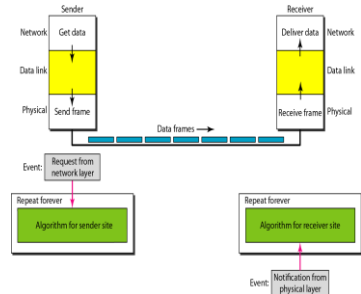 Sender
Receiver
Network
Get data
Deliver data
Network
Data link
Data link
Physical
Send frame
Receive frame
Physical
Data frames
Event:
Request from
network layer
Repeat forever
Algorithm for sender site
Repeat forever
Algorithm for receiver site
Event:
Notification from
physical layer